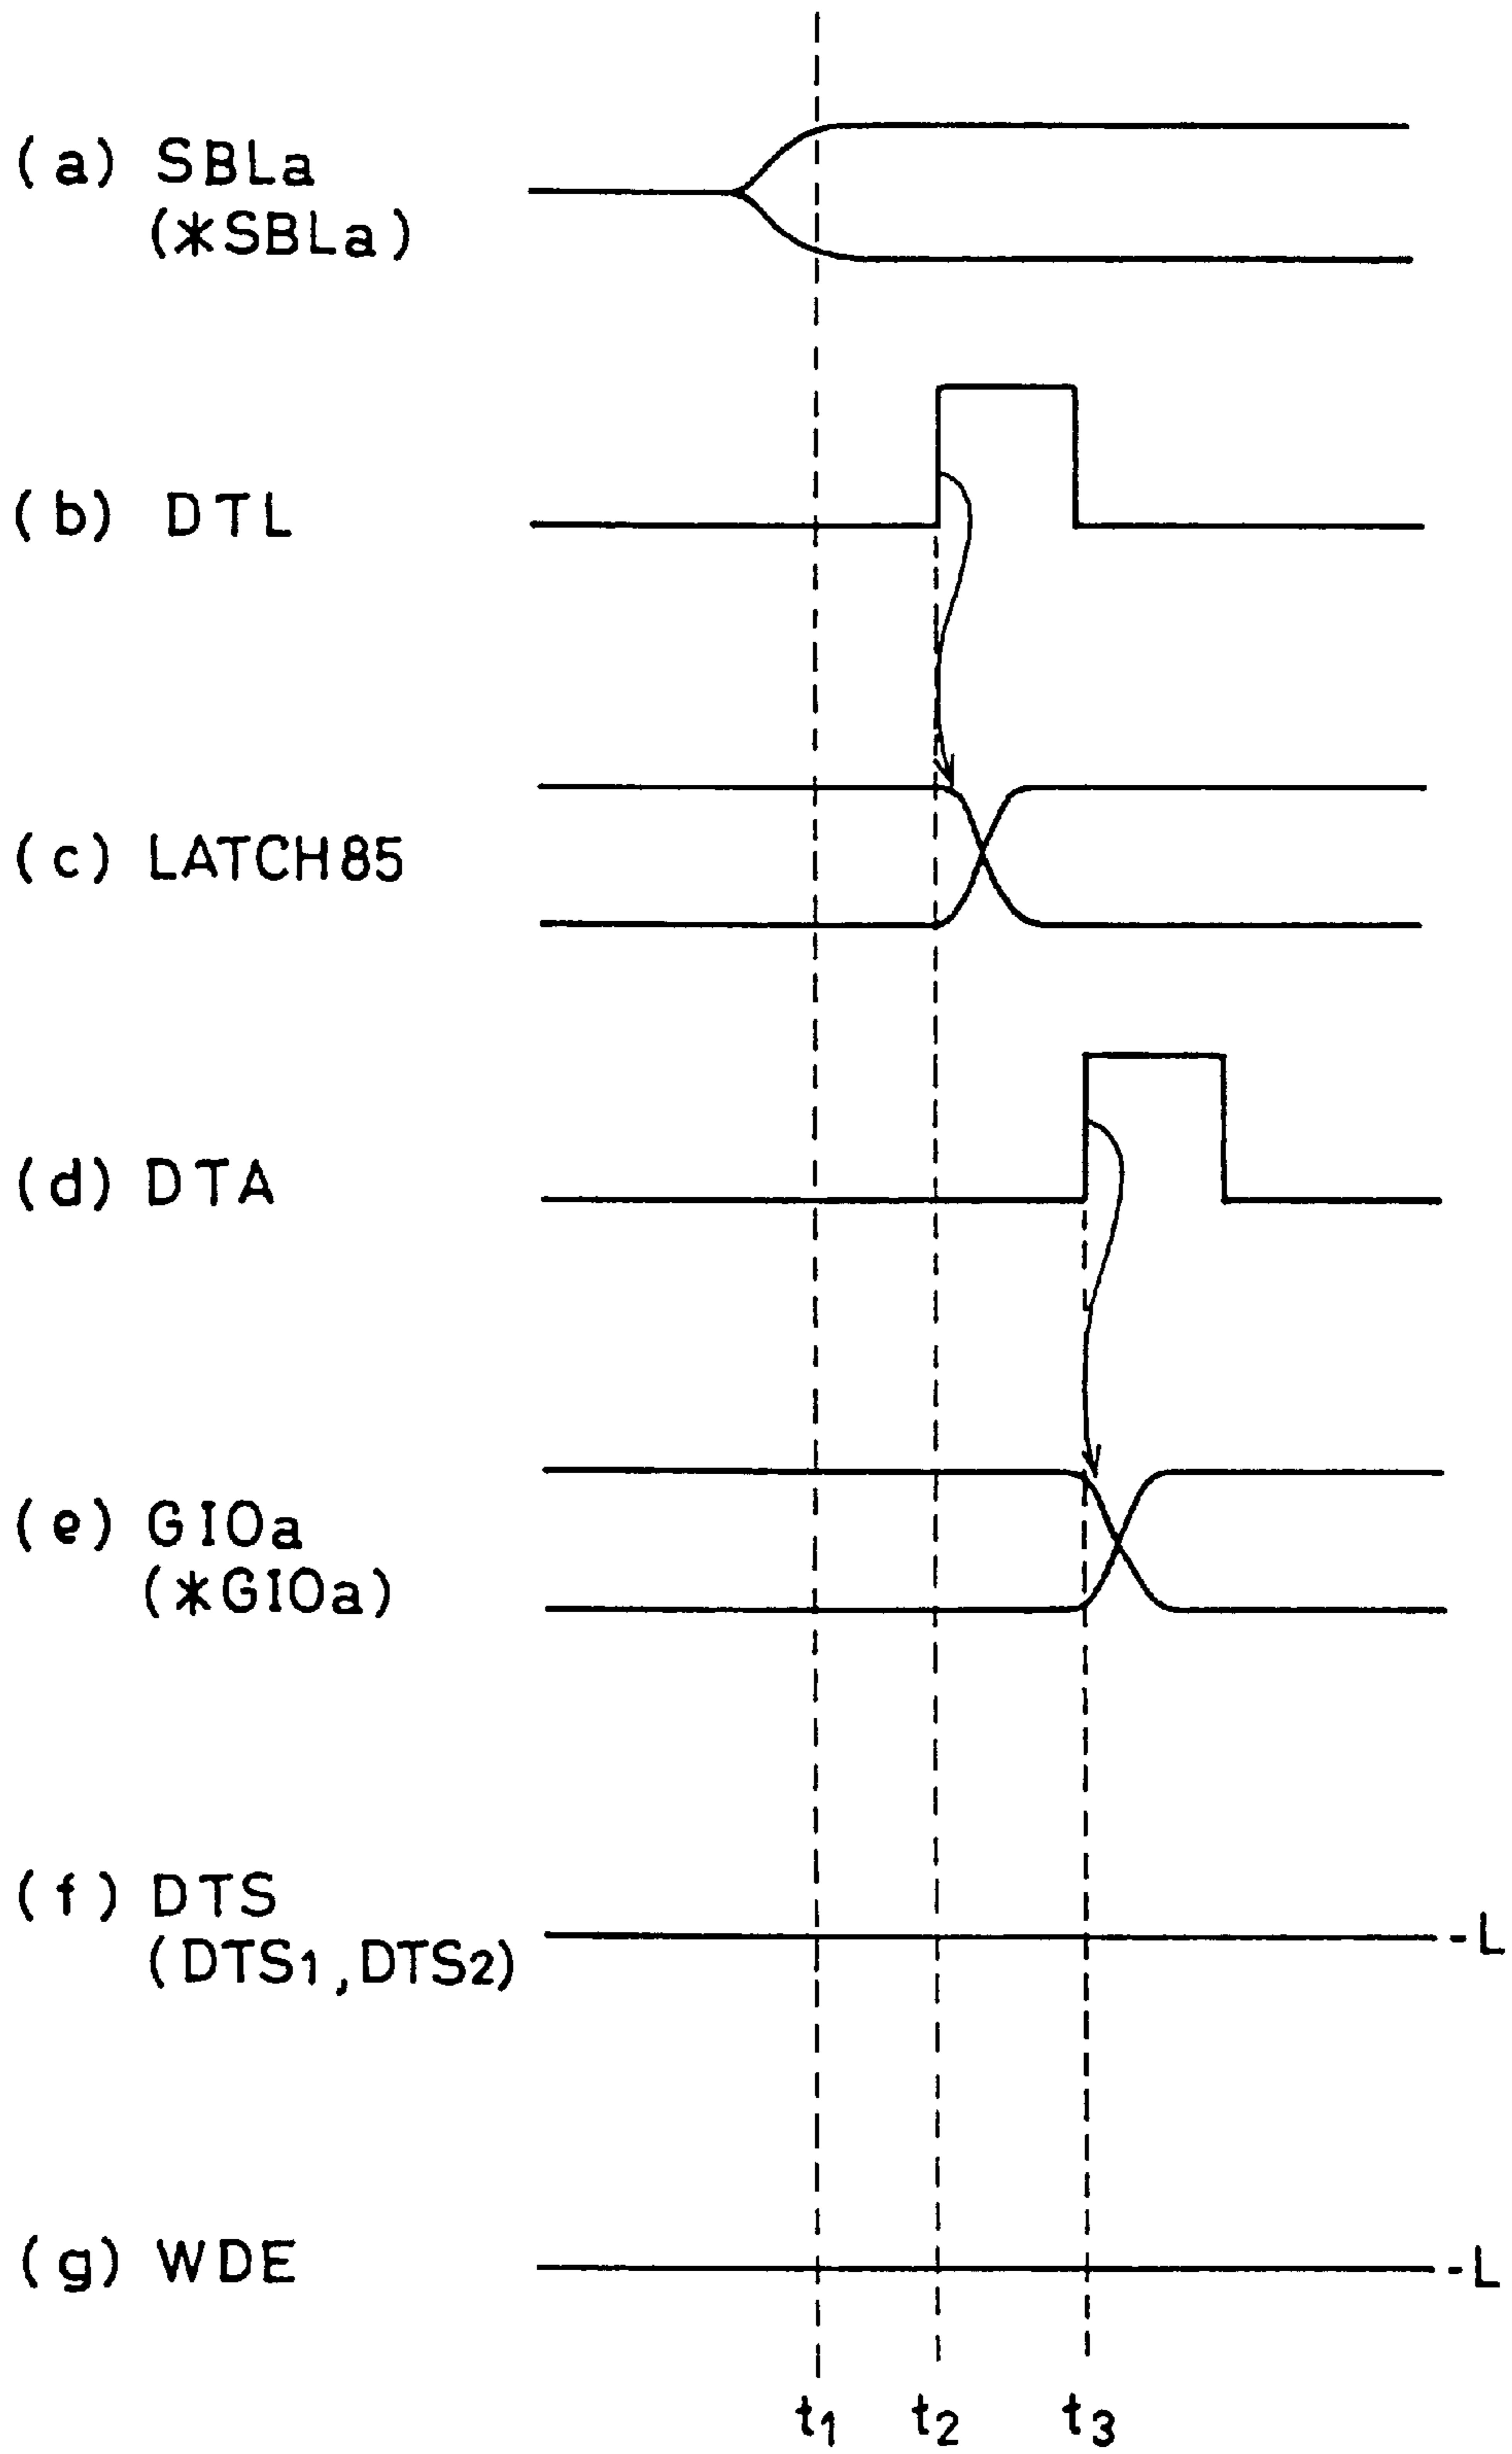 (a) SBLa
(*SBLa)
(b) DTL
(c) LATCH85
(d) DTA
(e) GIOa
(*GIOa)
(f) DTS
(DTS1,DTS2)
-L
(g) WDE
-L
t1 t2 t3